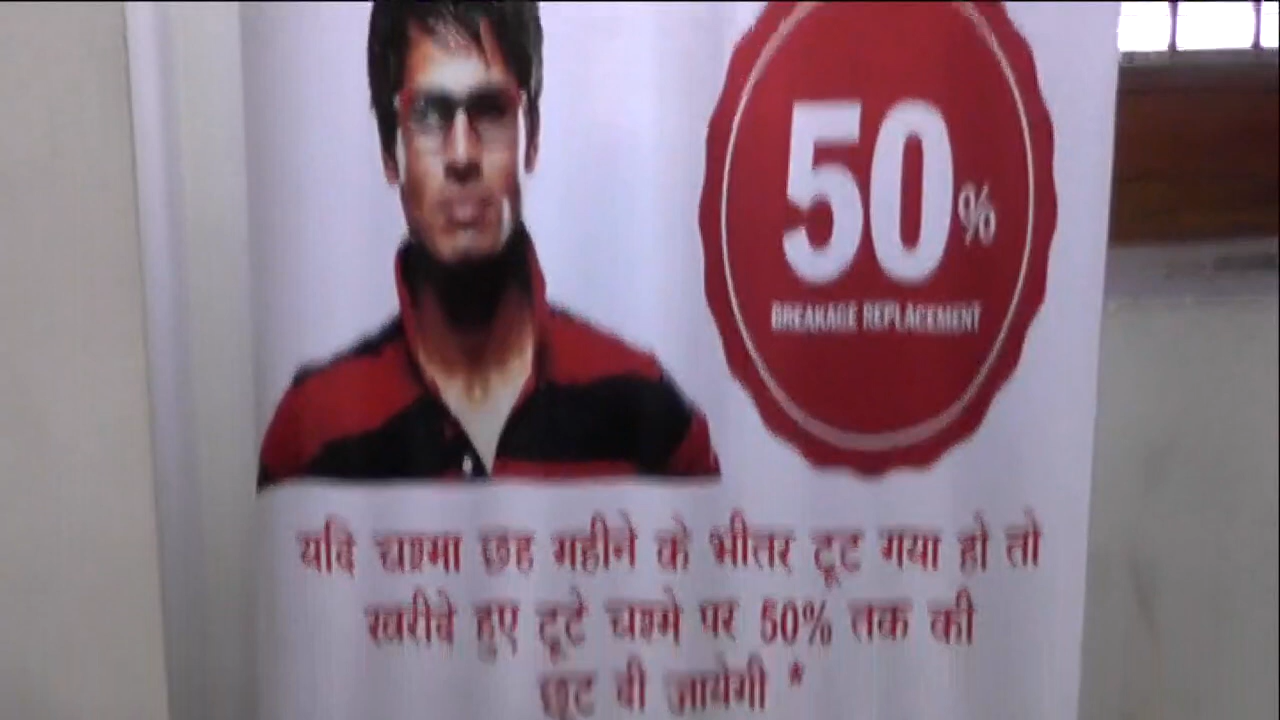 50%
BREAKAGE REPLACEMENT
यदि चश्मा छह महीने के भीतर टूट गया हो तो
खरीदे हुए टूटे चश्मे पर 50% तक की
छूट दी जायेगी *